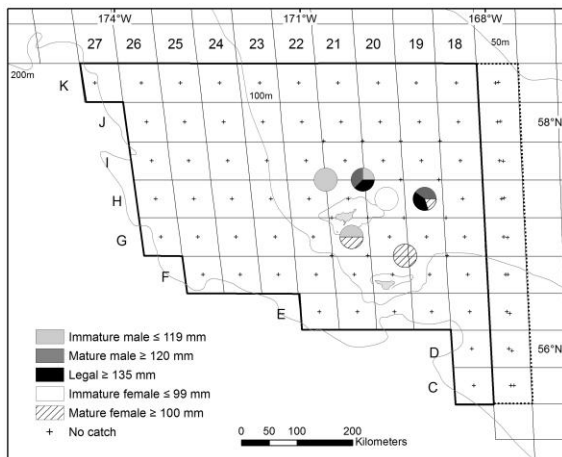 174°W 171°W 168°W
27 26 25 24 23 22 21 20 19 18 50m
200m
K
100m
J 58°N
I
H
G
F
E
D 56°N
C
Immature male ≤ 119 mm
Mature male ≥ 120 mm
Legal ≥ 135 mm
Immature female ≤ 99 mm
Mature female ≥ 100 mm
No catch
0 50 100 200
Kilometers